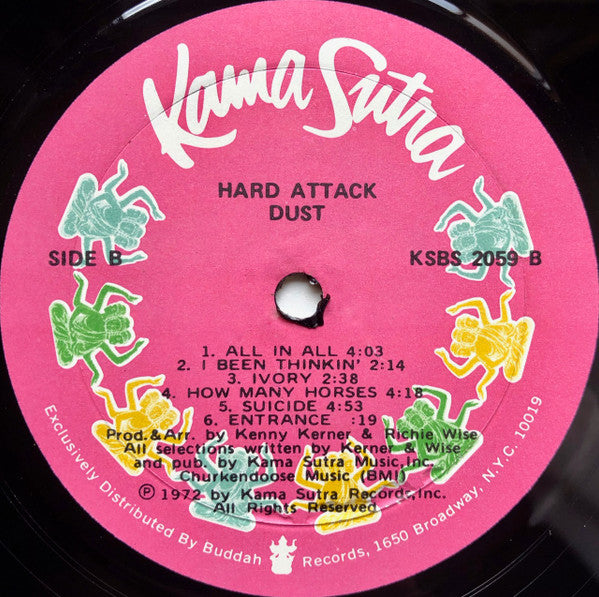 Kama Sutra
HARD ATTACK
DUST
SIDE B
KSBS 2059 B
1. ALL IN ALL 4:03
2. I BEEN THINKIN' 2:14
3. IVORY 2:38
4. HOW MANY HORSES 4:18
5. SUICIDE 4:53
6. ENTRANCE :19
Prod.& Arr. by Kenny Kerner & Richie Wise
All selections written by Kerner & Wise
and pub. by Kama Sutra Music, Inc.
Churkendoose Music (BMI)
Ⓟ 1972 by Kama Sutra Records, Inc.
All Rights Reserved
Exclusively Distributed By Buddah Records, 1650 Broadway, N.Y.C. 10019